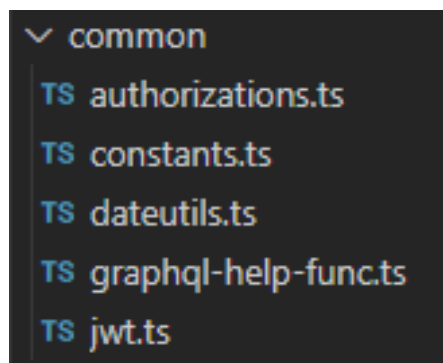 common
TS authorizations.ts
TS constants.ts
TS dateutils.ts
TS graphql-help-func.ts
TS jwt.ts